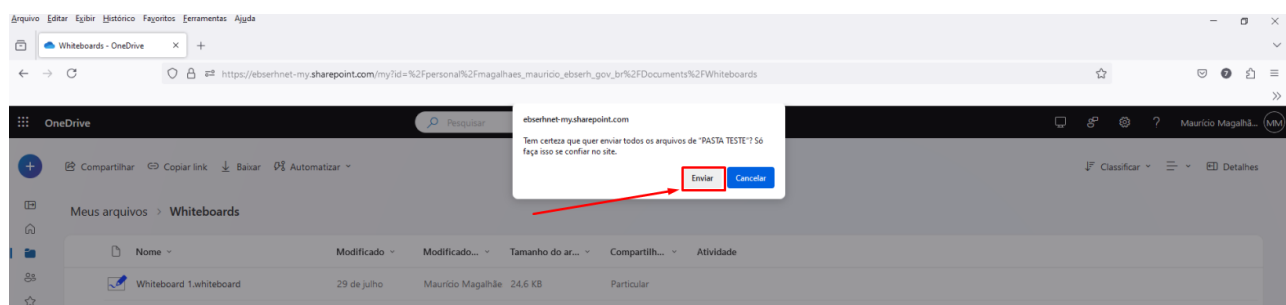 Arquivo Editar Exibir Histórico Favoritos Ferramentas Ajuda
Whiteboards - OneDrive
https://ebserhnet-my.sharepoint.com/my?id=%2Fpersonal%2Fmagalhaes_mauricio_ebserh_gov_br%2FDocuments%2FWhiteboards
OneDrive
Pesquisar
Maurício Magalhã... MM
ebserhnet-my.sharepoint.com
Tem certeza que quer enviar todos os arquivos de "PASTA TESTE"? Só
faça isso se confiar no site.
Enviar Cancelar
Compartilhar Copiar link Baixar Automatizar
Classificar Detalhes
Meus arquivos > Whiteboards
Nome Modificado Modificado... Tamanho do ar... Compartilh... Atividade
Whiteboard 1.whiteboard 29 de julho Maurício Magalhãe 24,6 KB Particular